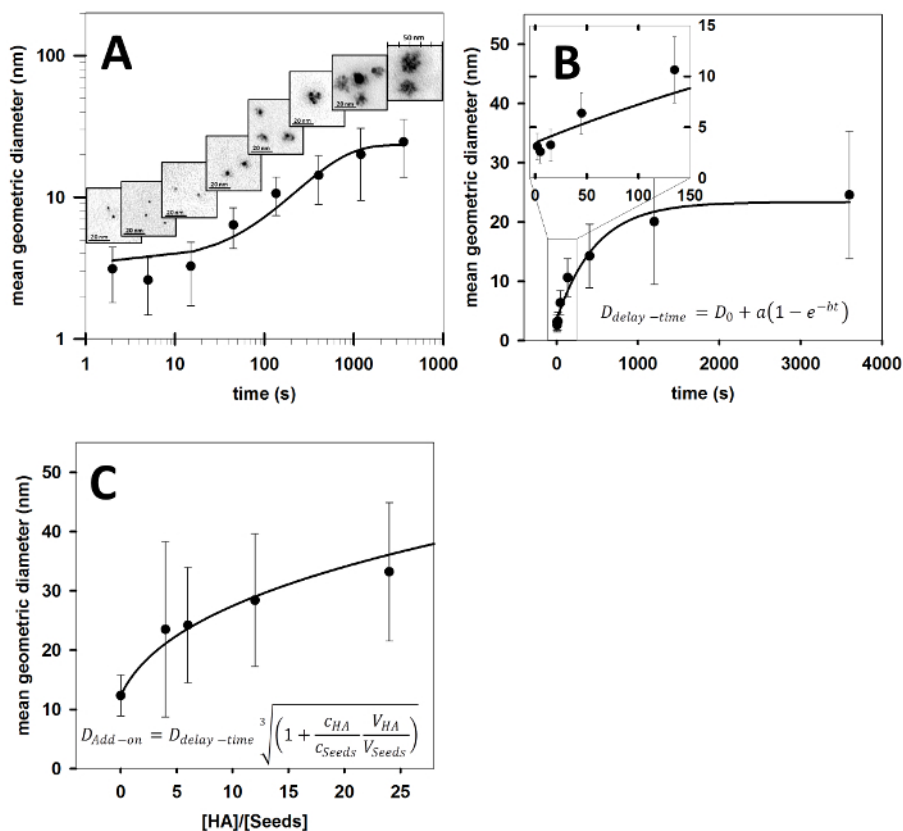 A
50 nm
20 nm
20 nm
20 nm
20 nm
20 nm
20 nm
20 nm
100
10
1
mean geometric diameter (nm)
1 10 100 1000 1000
time (s)
B
50
40
30
20
10
0
mean geometric diameter (nm)
15
10
5
0
0 50 100 150
D_{delay-time} = D_0 + a(1 - e^{-bt})
0 1000 2000 3000 4000
time (s)
C
50
40
30
20
10
0
mean geometric diameter (nm)
D_{Add-on} = D_{delay-time} \sqrt[3]{(1 + \frac{c_{HA}}{c_{Seeds}} \frac{V_{HA}}{V_{Seeds}})}
0 5 10 15 20 25
[HA]/[Seeds]